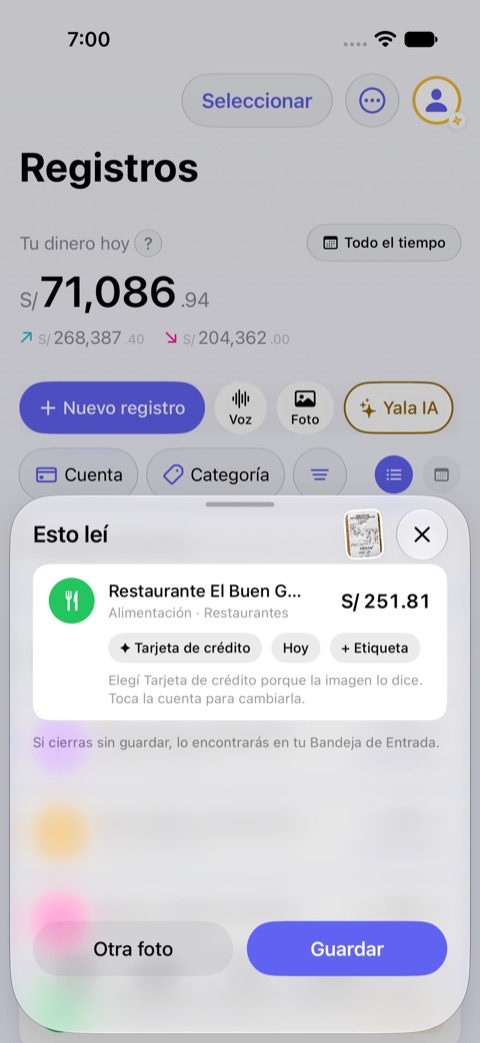 7:00
Seleccionar
Registros
Tu dinero hoy ?
Todo el tiempo
S/ 71,086 .94
S/ 268,387 .40 S/ 204,362 .00
+ Nuevo registro
Voz
Foto
Yala IA
Cuenta
Categoría
Esto leí
Restaurante El Buen G...
S/ 251.81
Alimentación · Restaurantes
Tarjeta de crédito
Hoy
+ Etiqueta
Elegí Tarjeta de crédito porque la imagen lo dice.
Toca la cuenta para cambiarla.
Si cierras sin guardar, lo encontrarás en tu Bandeja de Entrada.
Otra foto
Guardar